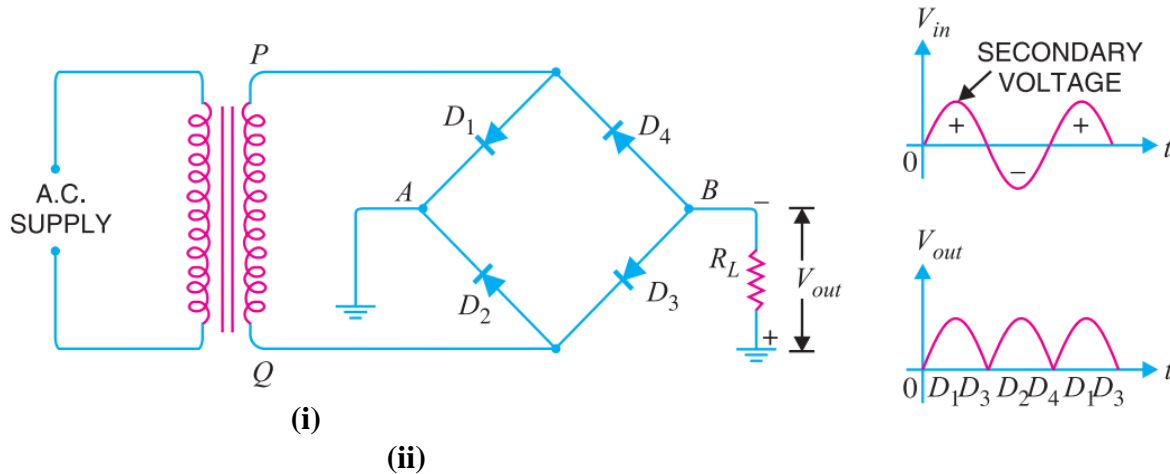 P
D1
D4
A.C.
SUPPLY
A
B
−
RL
Vout
D2
D3
+
Q
(i)
(ii)
Vin
SECONDARY
VOLTAGE
+
+
−
0
t
Vout
0
D1D3 D2D4 D1D3
t